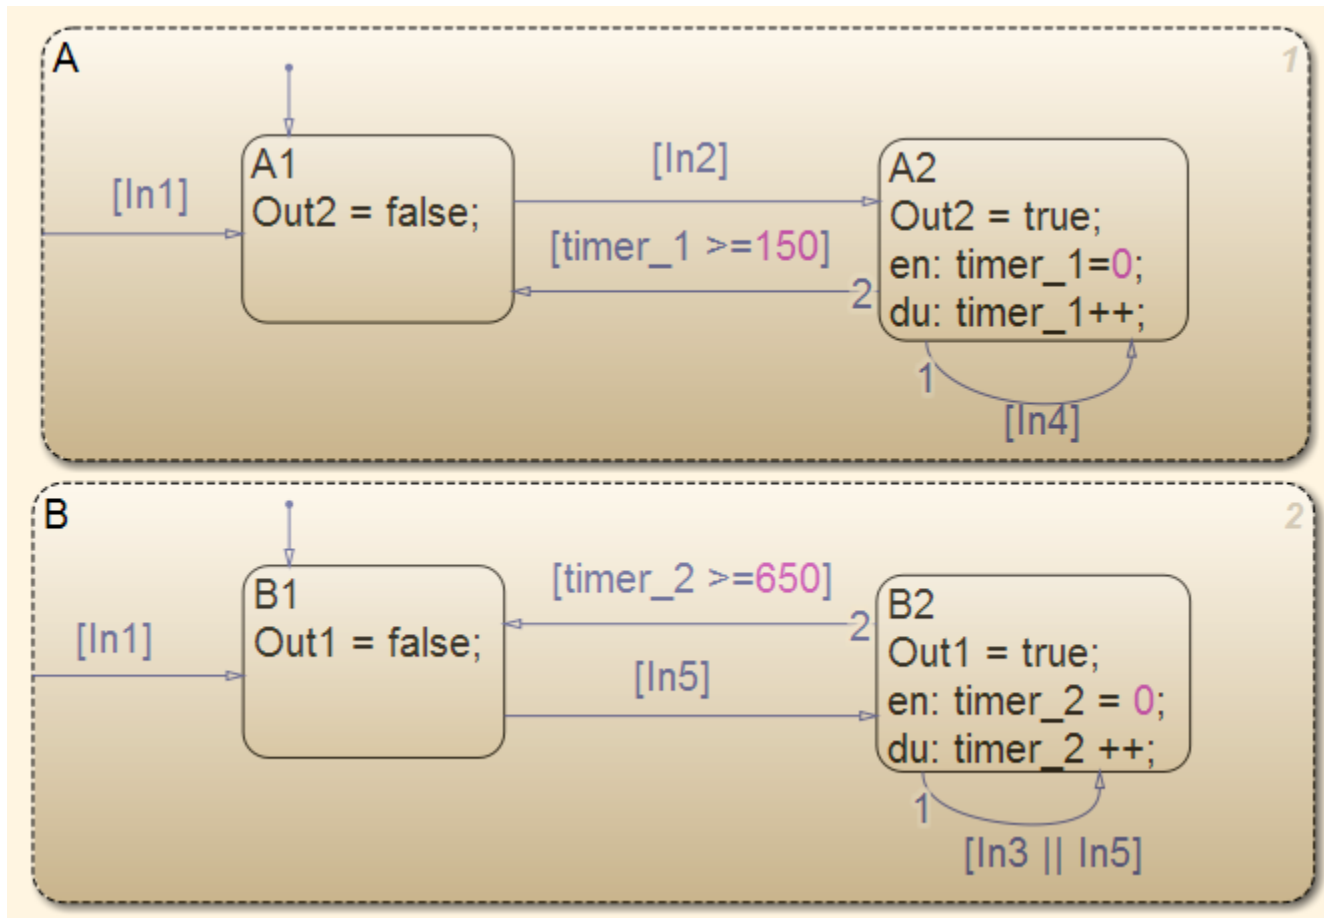 A
1
A1
Out2 = false;
[In1]
[In2]
[timer_1 >=150]
2
A2
Out2 = true;
en: timer_1=0;
du: timer_1++;
1
[In4]
B
2
B1
Out1 = false;
[In1]
[timer_2 >=650]
2
[In5]
B2
Out1 = true;
en: timer_2 = 0;
du: timer_2 ++;
1
[In3 || In5]